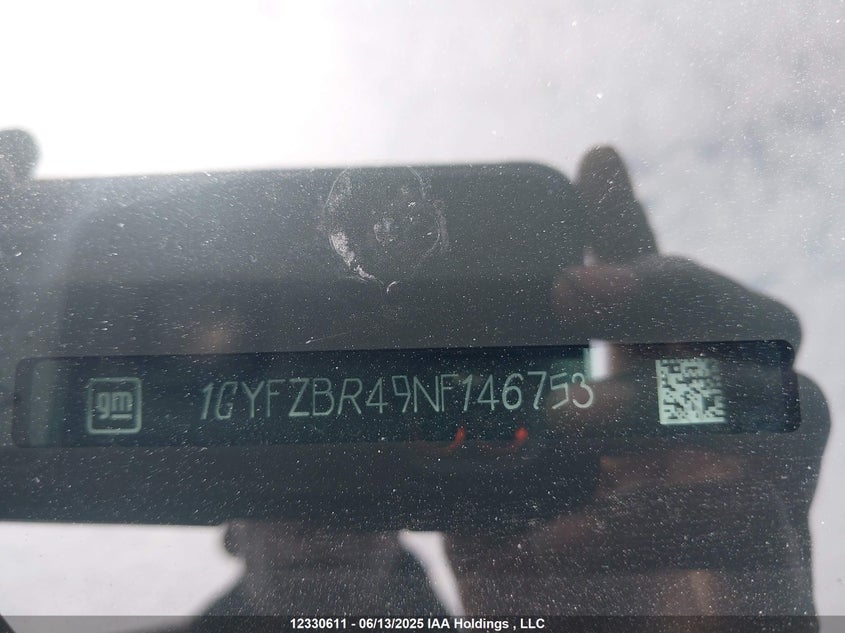 gm 1GYFZBR49NF146753
12330611 - 06/13/2025 IAA Holdings , LLC